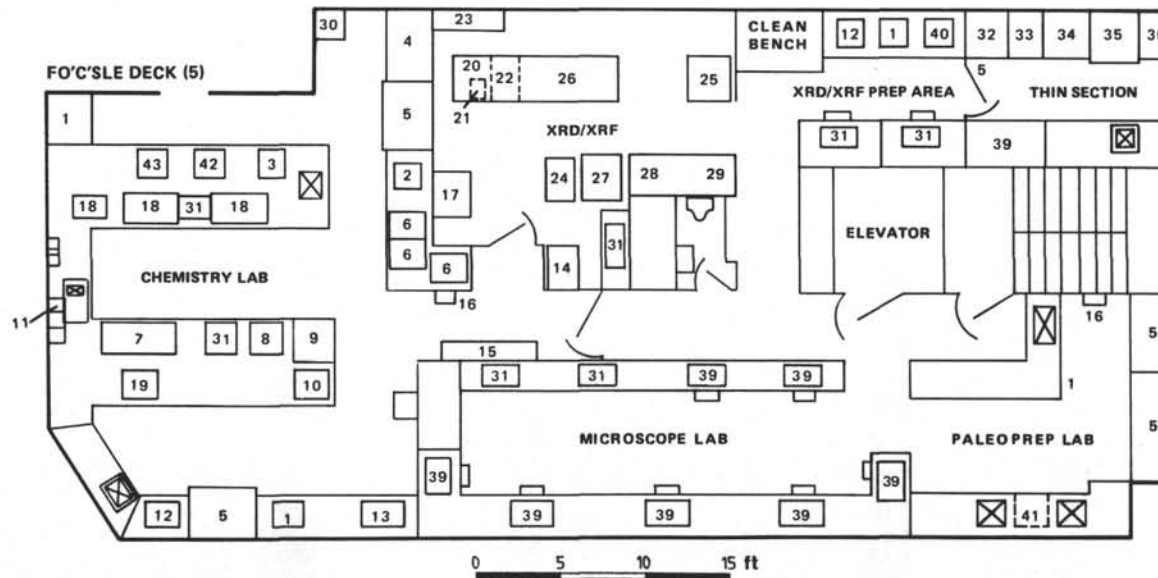 30
4
23
CLEAN
BENCH
12 1 40 32 33 34 35
FO'C'SLE DECK (5)
20 22 26 25
5
21
XRD/XRF PREP AREA
THIN SECTION
1
5
XRD/XRF
31 31 39
43 42 3
2
17
24 27 28 29
18 18 31 18
6
31
ELEVATOR
6
6
14
CHEMISTRY LAB
16
16
11
7 31 8 9
15
5
19 10
31 31 39 39
1
MICROSCOPE LAB
PALEO PREP LAB
5
39
39
12 5 1 13
39 39 39
41
0 5 10 15 ft